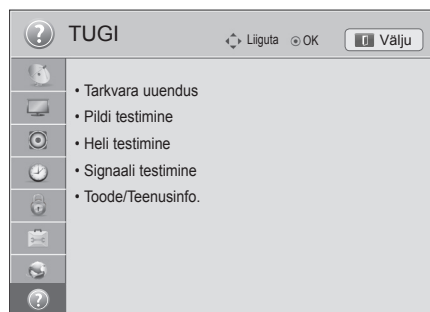 TUGI
Liiguta OK Välju
• Tarkvara uuendus
• Pildi testimine
• Heli testimine
• Signaali testimine
• Toode/Teenusinfo.